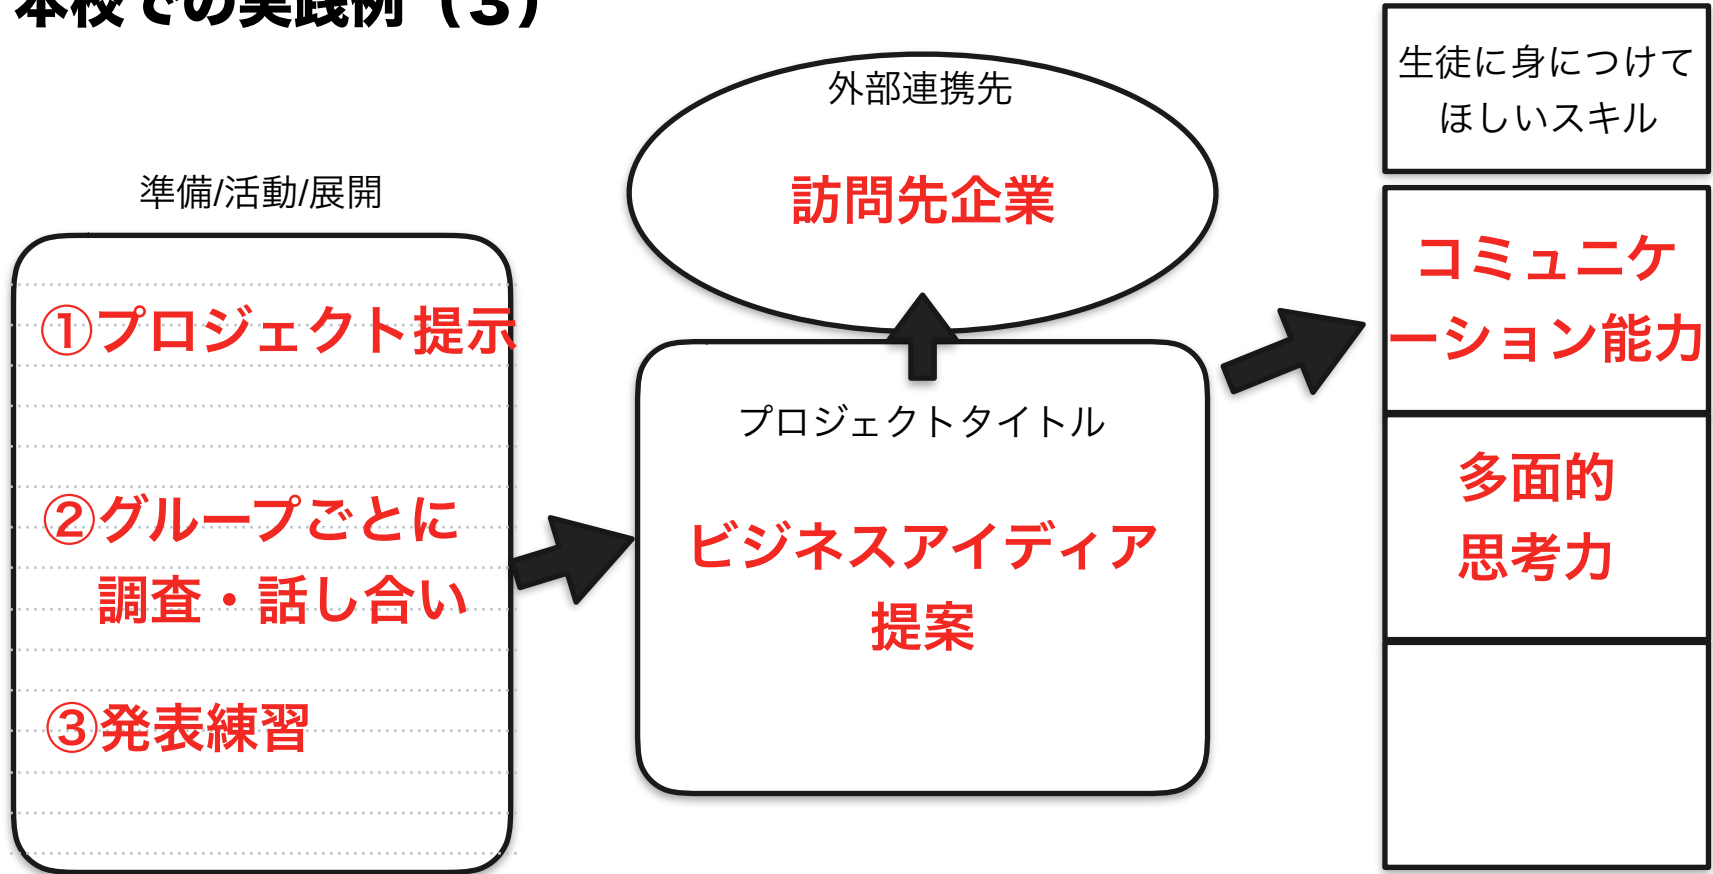 本校での実践例（3）
準備/活動/展開
①プロジェクト提示
②グループごとに
調査・話し合い
③発表練習
外部連携先
訪問先企業
プロジェクトタイトル
ビジネスアイディア
提案
生徒に身につけて
ほしいスキル
コミュニケ
ーション能力
多面的
思考力